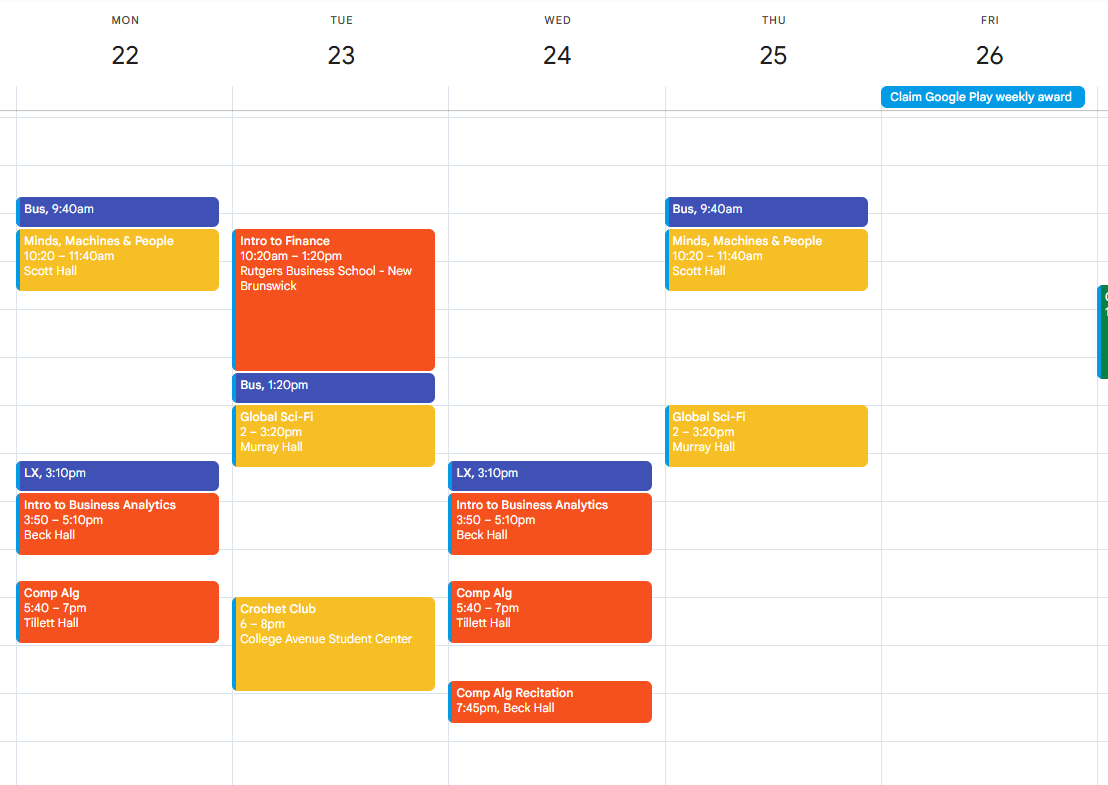 MON
22
TUE
23
WED
24
THU
25
FRI
26
Claim Google Play weekly award
Bus, 9:40am
Minds, Machines & People
10:20 – 11:40am
Scott Hall
LX, 3:10pm
Intro to Business Analytics
3:50 – 5:10pm
Beck Hall
Comp Alg
5:40 – 7pm
Tillett Hall
Intro to Finance
10:20am – 1:20pm
Rutgers Business School - New
Brunswick
Bus, 1:20pm
Global Sci-Fi
2 – 3:20pm
Murray Hall
Crochet Club
6 – 8pm
College Avenue Student Center
LX, 3:10pm
Intro to Business Analytics
3:50 – 5:10pm
Beck Hall
Comp Alg
5:40 – 7pm
Tillett Hall
Comp Alg Recitation
7:45pm, Beck Hall
Bus, 9:40am
Minds, Machines & People
10:20 – 11:40am
Scott Hall
Global Sci-Fi
2 – 3:20pm
Murray Hall